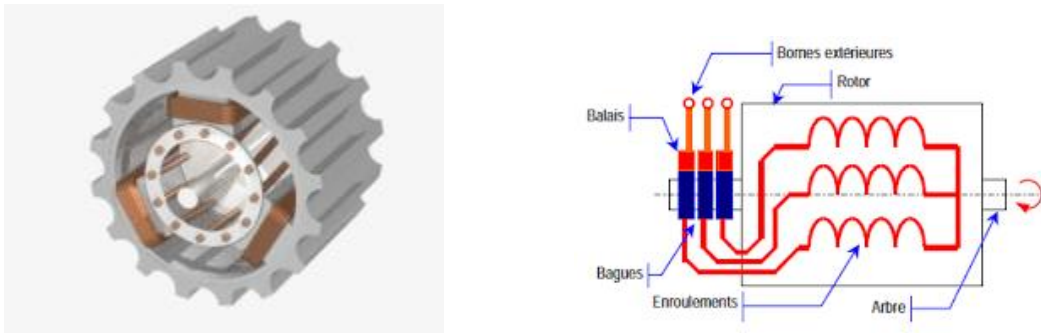 Bornes extérieures
Rotor
Balais
Bagues
Enroulements
Arbre